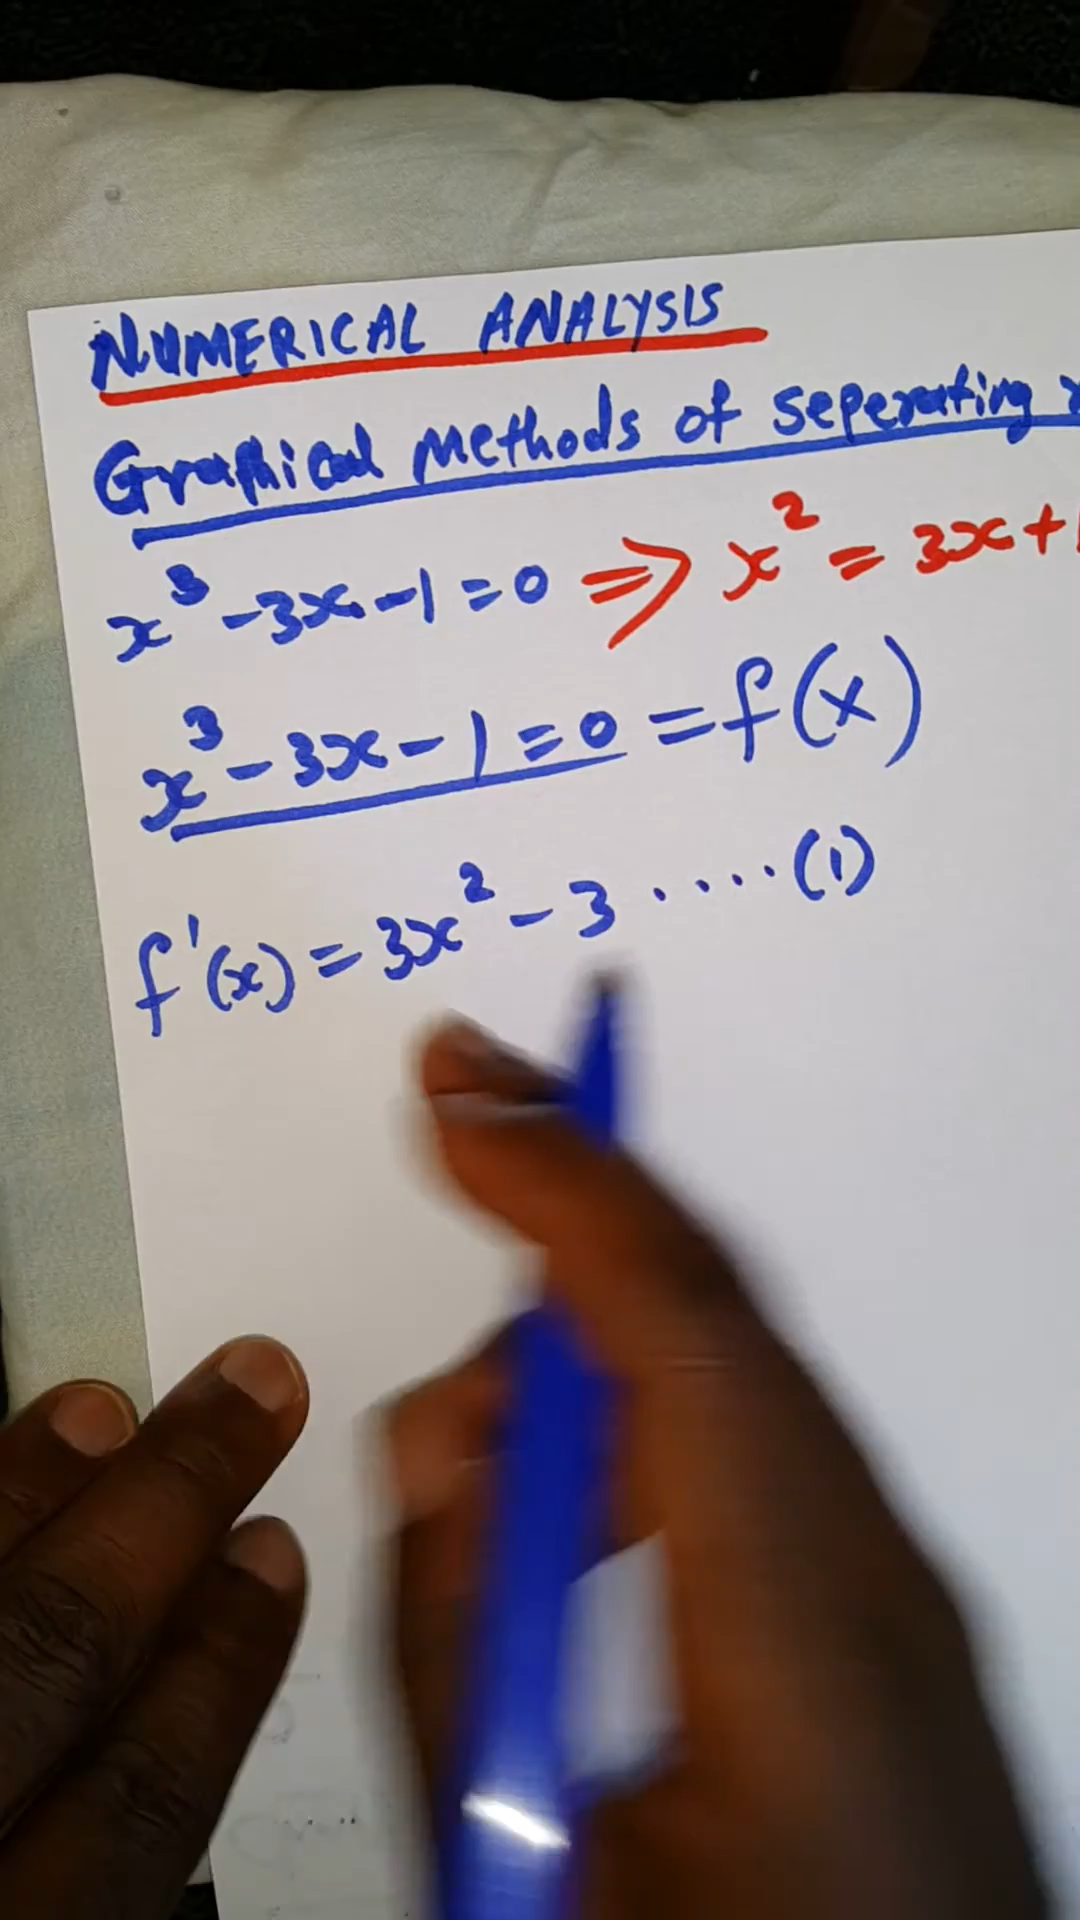 NUMERICAL ANALYSIS
Graphical methods of seperating
x³ - 3x - 1 = 0 ⇒ x² = 3x +
x³ - 3x - 1 = 0 = f(x)
f'(x) = 3x² - 3 ....(1)